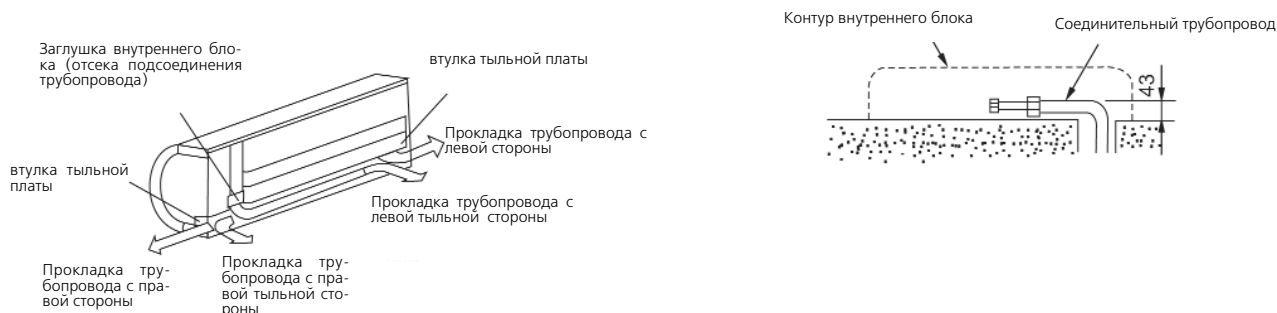 Заглушка внутреннего бло-
ка (отсека подсоединения
трубопровода)
втулка тыльной платы
Прокладка трубопровода с
левой стороны
втулка тыльной
платы
Прокладка трубопровода с
левой тыльной стороны
Прокладка тру-
бопровода с пра-
вой стороны
Прокладка тру-
бопровода с пра-
вой тыльной сто-
роны
Контур внутреннего блока
Соединительный трубопровод
43